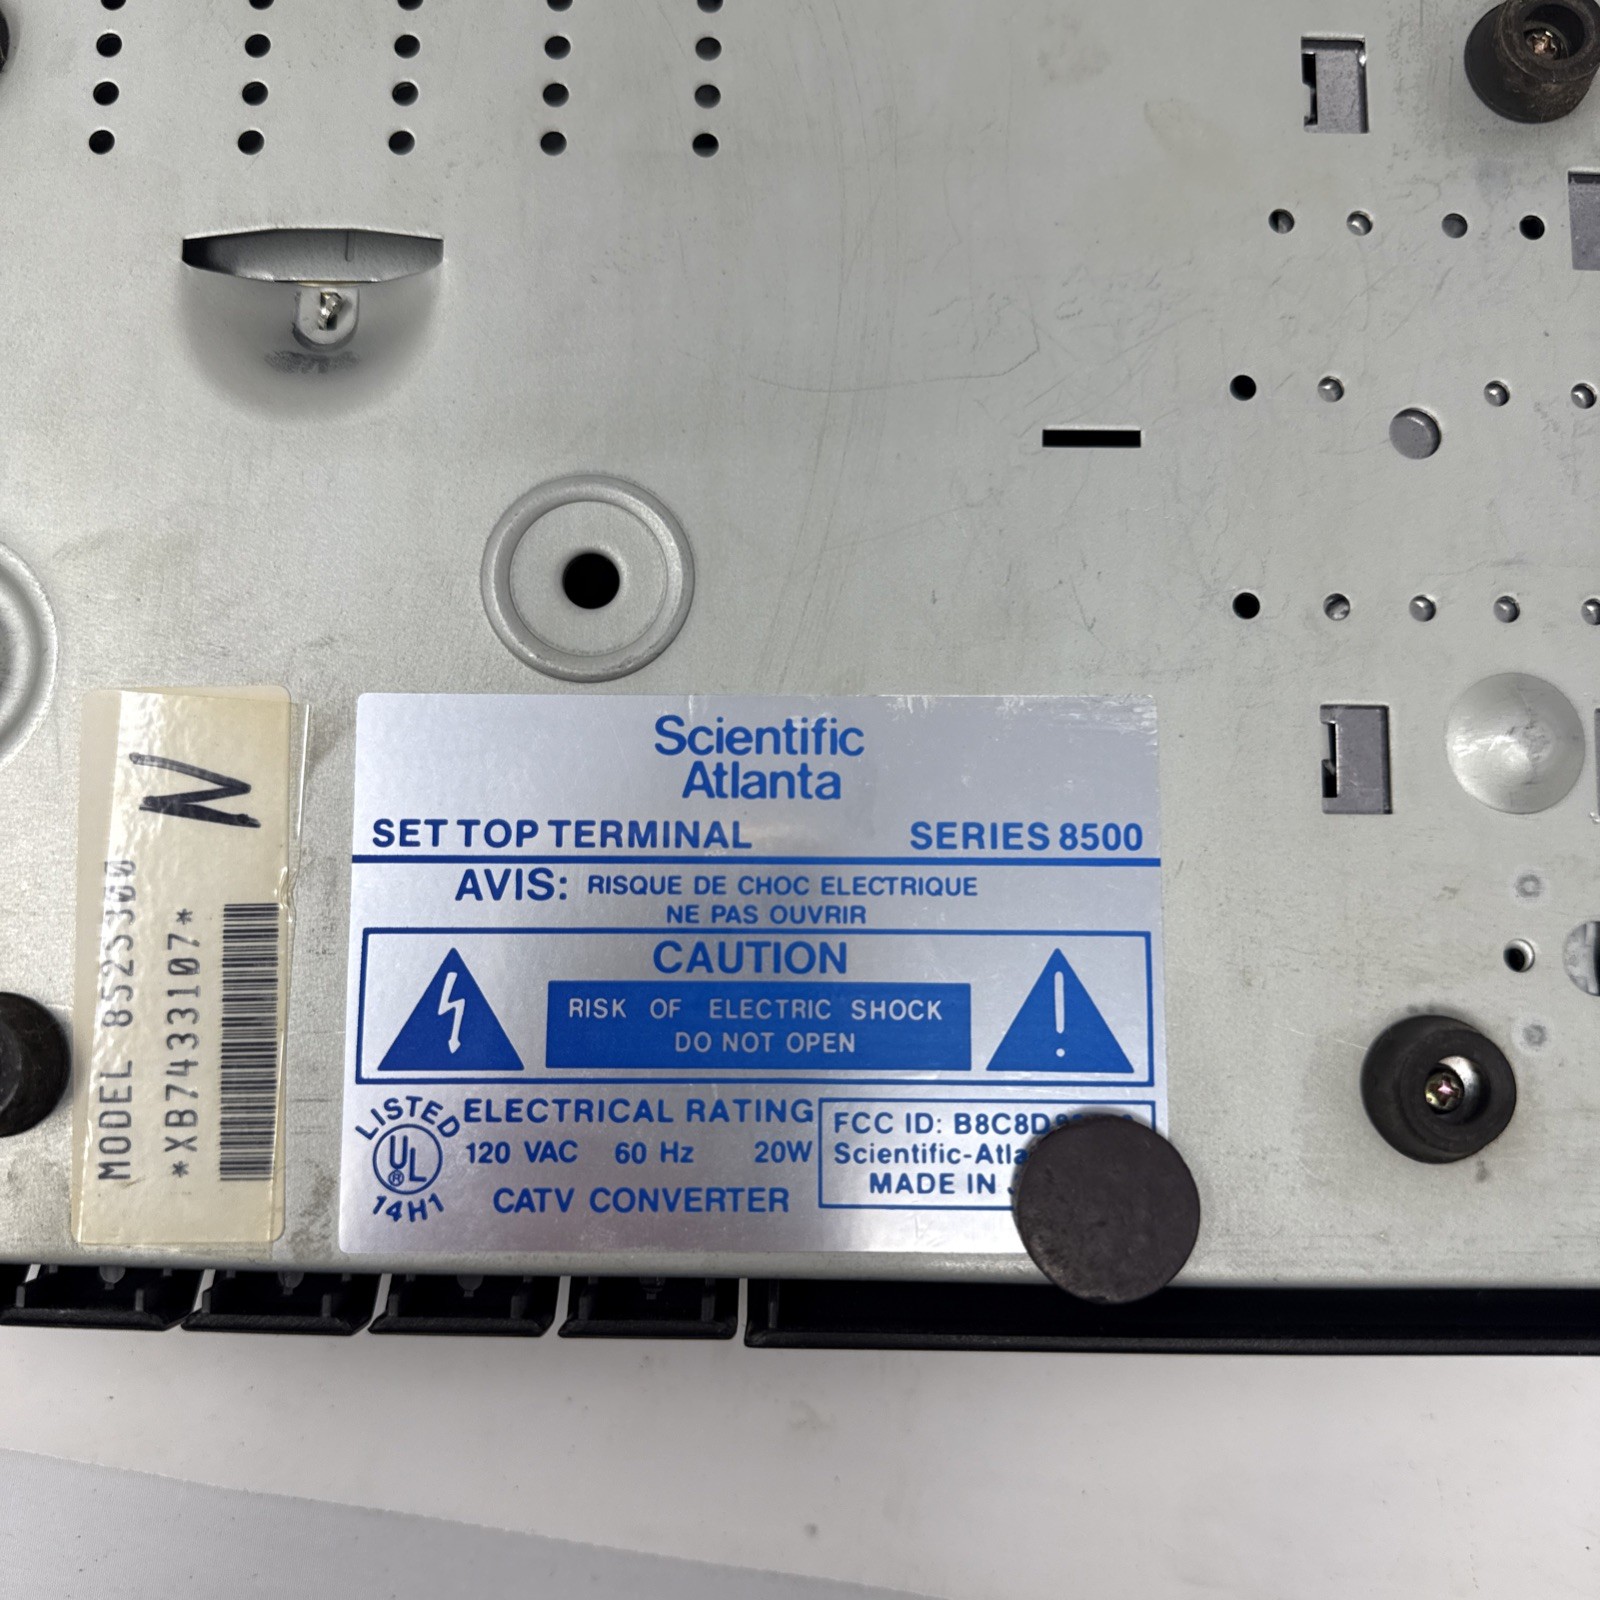 N
MODEL 8525300
*XB7433107*
Scientific
Atlanta
SET TOP TERMINAL SERIES 8500
AVIS: RISQUE DE CHOC ELECTRIQUE
NE PAS OUVRIR
CAUTION
RISK OF ELECTRIC SHOCK
DO NOT OPEN
LISTED
UL
®
14H1
ELECTRICAL RATING
120 VAC 60 Hz 20W
CATV CONVERTER
FCC ID:
MADE IN